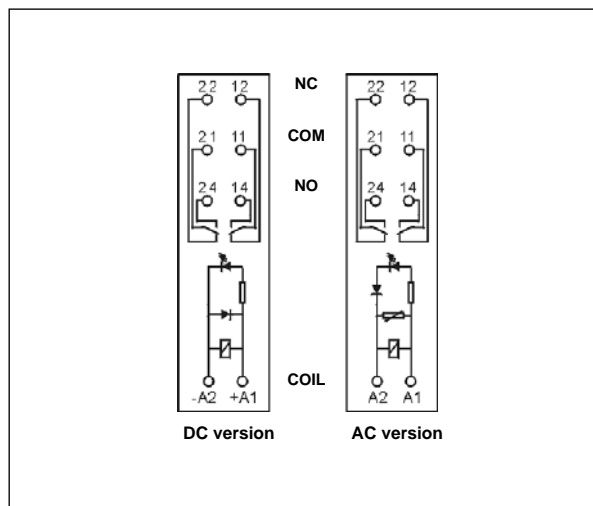 22 12 NC 22 12
21 11 COM 21 11
24 14 NO 24 14
COIL
-A2 +A1 A2 A1
DC version AC version